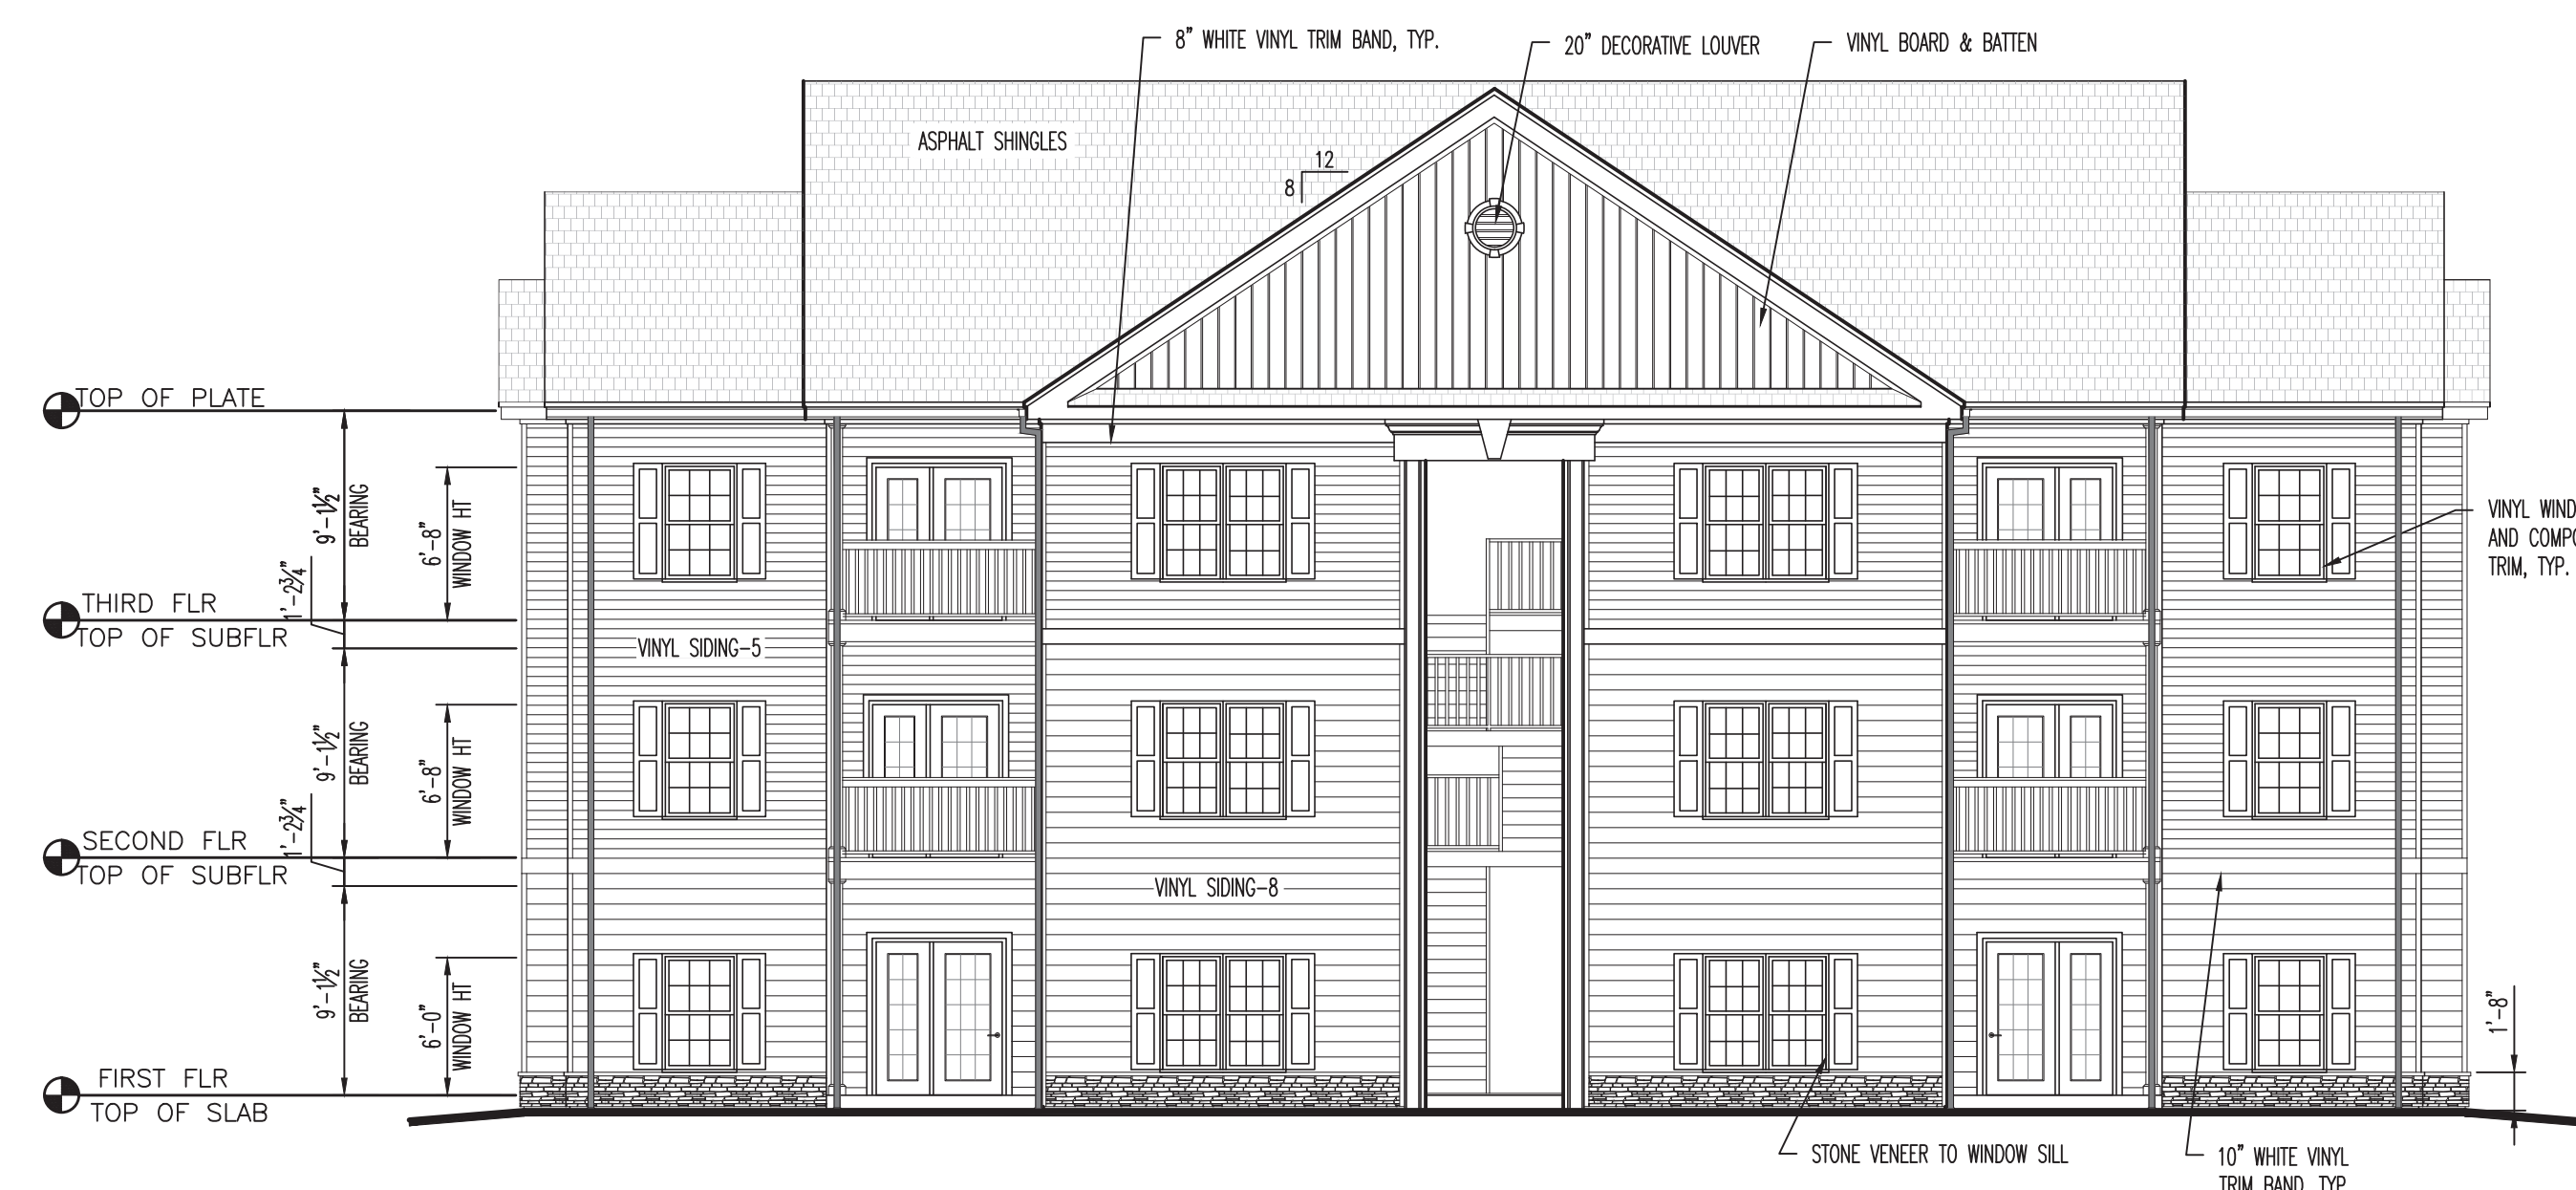 8” WHITE VINYL TRIM BAND, TYP.
20” DECORATIVE LOUVER
VINYL BOARD & BATTEN
ASPHALT SHINGLES
12
8
TOP OF PLATE
9’-1½”
BEARING
6’-8”
WINDOW HT
VINYL WIND
AND COMPO
TRIM, TYP.
1’-2¾”
THIRD FLR
TOP OF SUBFLR
VINYL SIDING-5
9’-1½”
BEARING
6’-8”
WINDOW HT
1’-2¾”
SECOND FLR
TOP OF SUBFLR
VINYL SIDING-8
9’-1½”
BEARING
6’-0”
WINDOW HT
1’-8”
FIRST FLR
TOP OF SLAB
STONE VENEER TO WINDOW SILL
10” WHITE VINYL
TRIM BAND, TYP